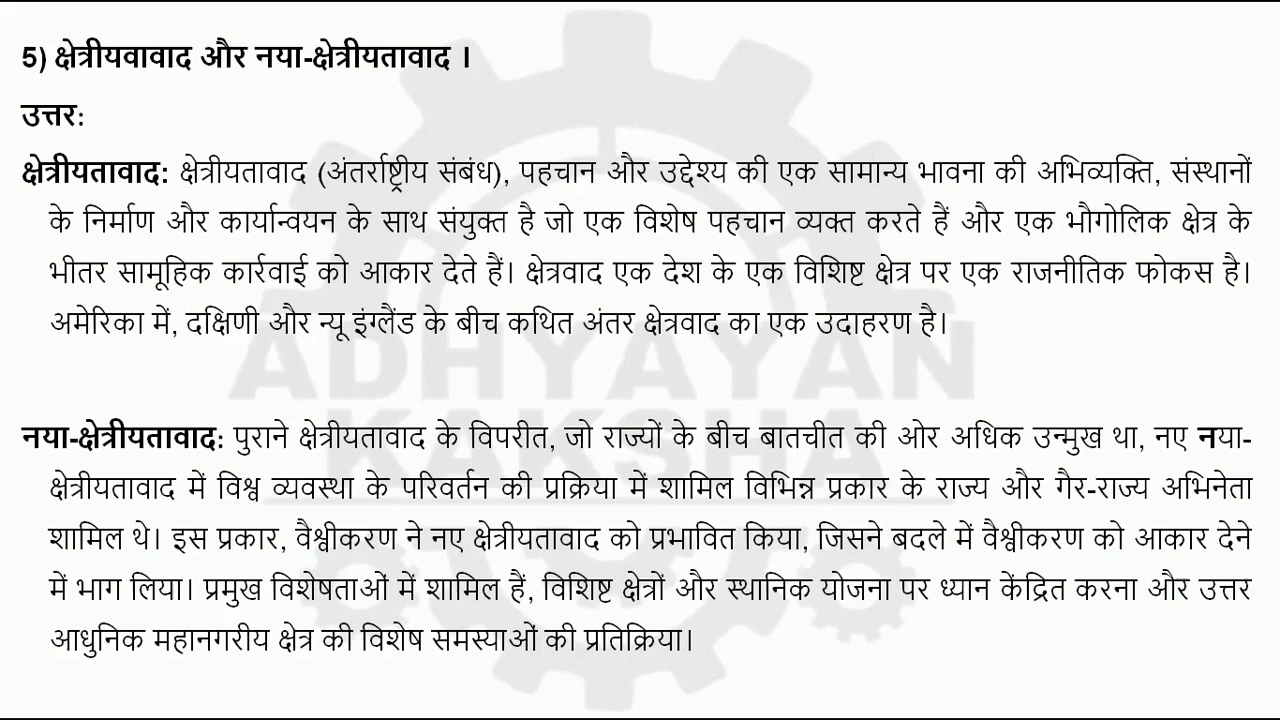 5) क्षेत्रीयवावाद और नया-क्षेत्रीयतावाद ।
उत्तर:
क्षेत्रीयतावाद: क्षेत्रीयतावाद (अंतर्राष्ट्रीय संबंध), पहचान और उद्देश्य की एक सामान्य भावना की अभिव्यक्ति, संस्थानों
के निर्माण और कार्यान्वयन के साथ संयुक्त है जो एक विशेष पहचान व्यक्त करते हैं और एक भौगोलिक क्षेत्र के
भीतर सामूहिक कार्रवाई को आकार देते हैं। क्षेत्रवाद एक देश के एक विशिष्ट क्षेत्र पर एक राजनीतिक फोकस है।
अमेरिका में, दक्षिणी और न्यू इंग्लैंड के बीच कथित अंतर क्षेत्रवाद का एक उदाहरण है।
ADHYAYAN
KAKSHA
नया-क्षेत्रीयतावाद: पुराने क्षेत्रीयतावाद के विपरीत, जो राज्यों के बीच बातचीत की ओर अधिक उन्मुख था, नए नया-
क्षेत्रीयतावाद में विश्व व्यवस्था के परिवर्तन की प्रक्रिया में शामिल विभिन्न प्रकार के राज्य और गैर-राज्य अभिनेता
शामिल थे। इस प्रकार, वैश्वीकरण ने नए क्षेत्रीयतावाद को प्रभावित किया, जिसने बदले में वैश्वीकरण को आकार देने
में भाग लिया। प्रमुख विशेषताओं में शामिल हैं, विशिष्ट क्षेत्रों और स्थानिक योजना पर ध्यान केंद्रित करना और उत्तर
आधुनिक महानगरीय क्षेत्र की विशेष समस्याओं की प्रतिक्रिया।